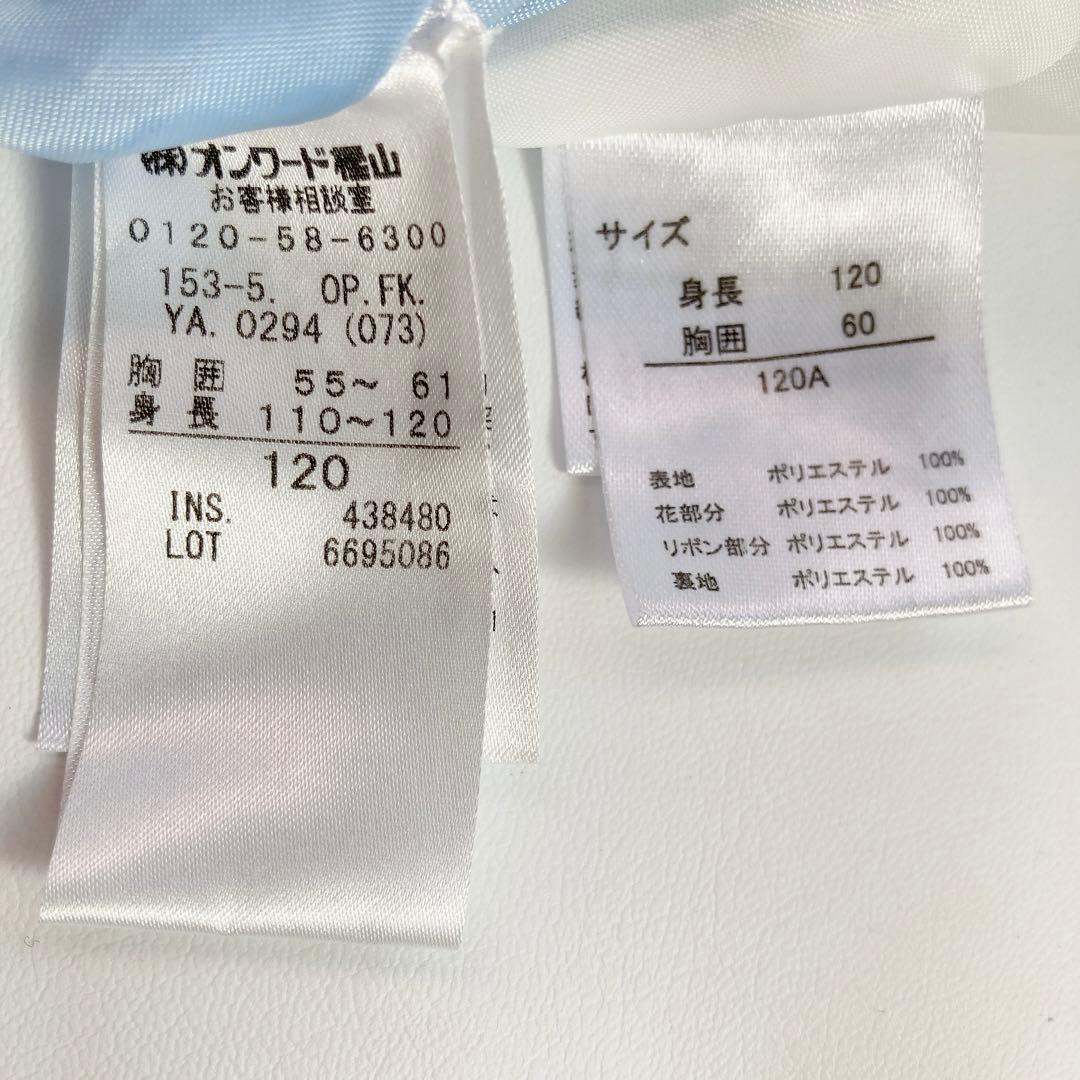 ㈱オンワード樫山
お客様相談室
0120-58-6300
153-5. OP.FK.
YA. 0294 (073)
胸囲 55～ 61
身長 110～120
120
INS. 438480
LOT 6695086
サイズ
身長 120
胸囲 60
120A
表地 ポリエステル 100%
花部分 ポリエステル 100%
リボン部分 ポリエステル 100%
裏地 ポリエステル 100%